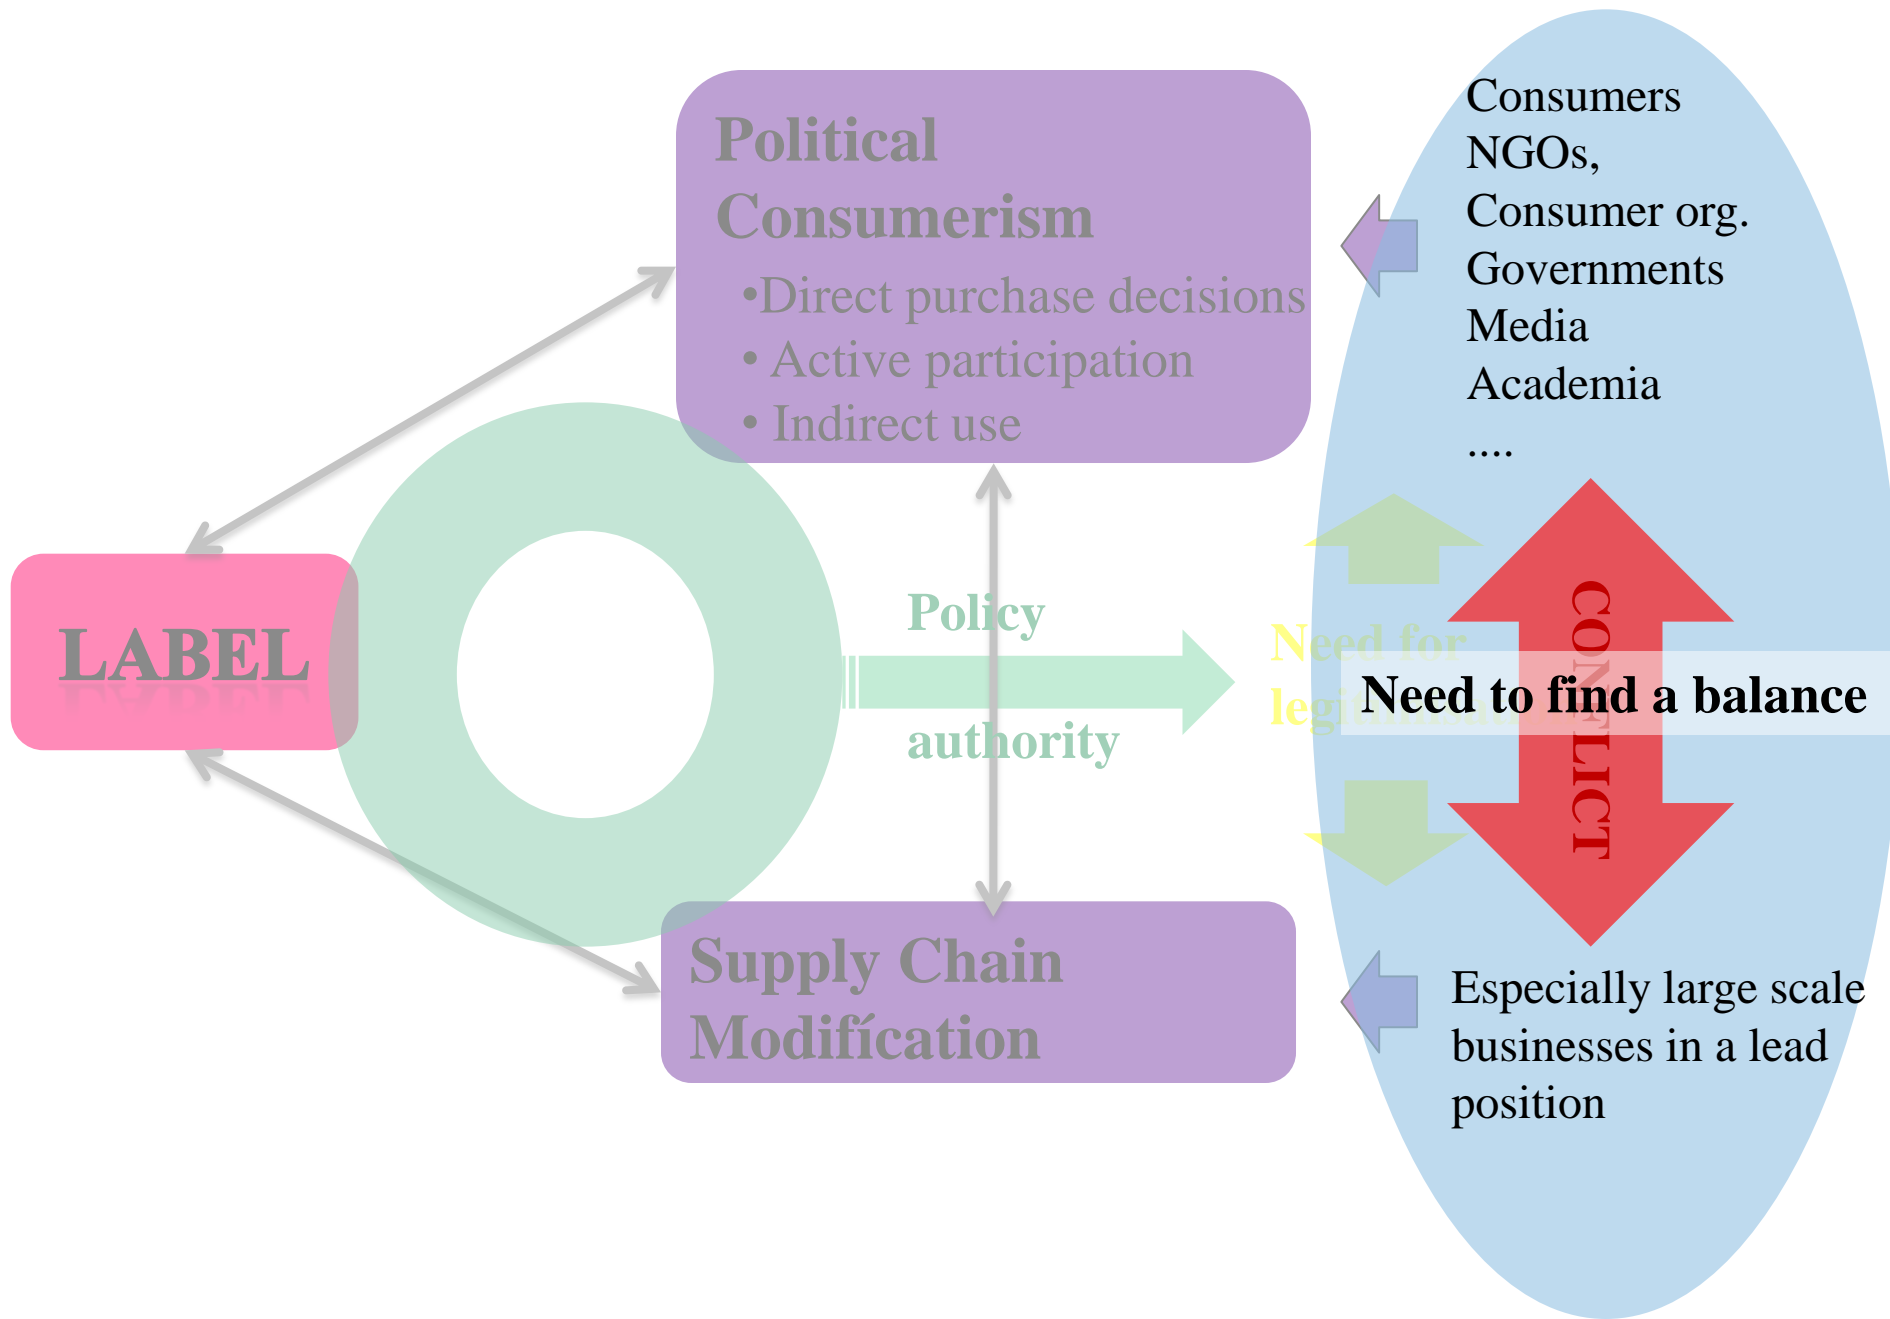 Political
Consumerism
•Direct purchase decisions
• Active participation
• Indirect use
Consumers
NGOs,
Consumer org.
Governments
Media
Academia
....
LABEL
Policy
authority
Need for
CONFLICT
Need to find a balance
Supply Chain
Modifícation
Especially large scale
businesses in a lead
position